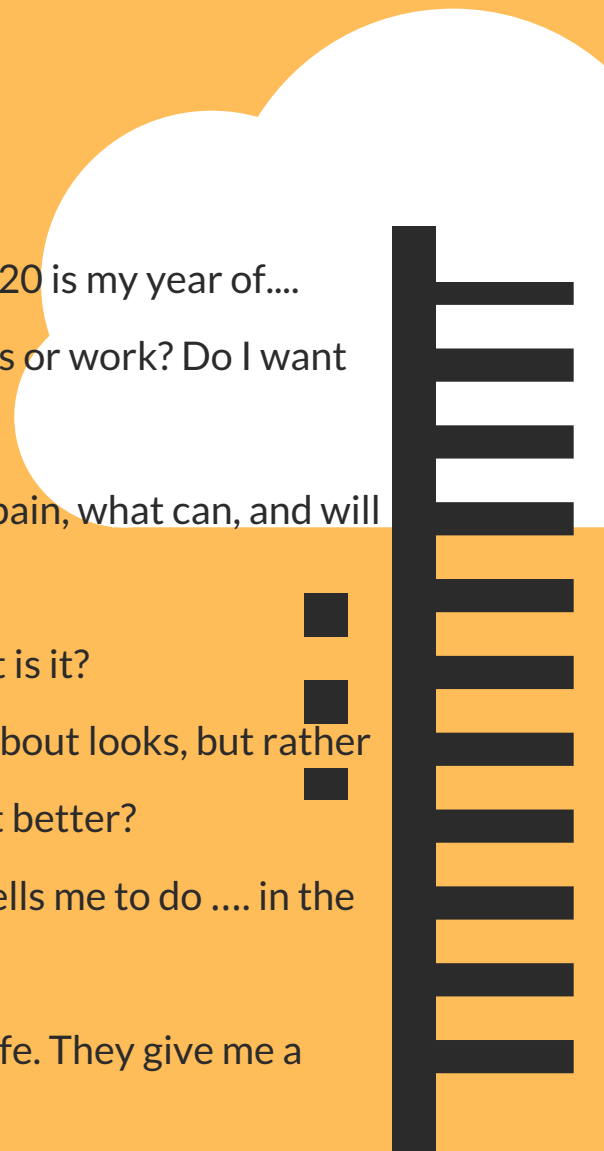 20 is my year of....
s or work? Do I want
pain, what can, and will
t is it?
bout looks, but rather
t better?
ells me to do …. in the
fe. They give me a